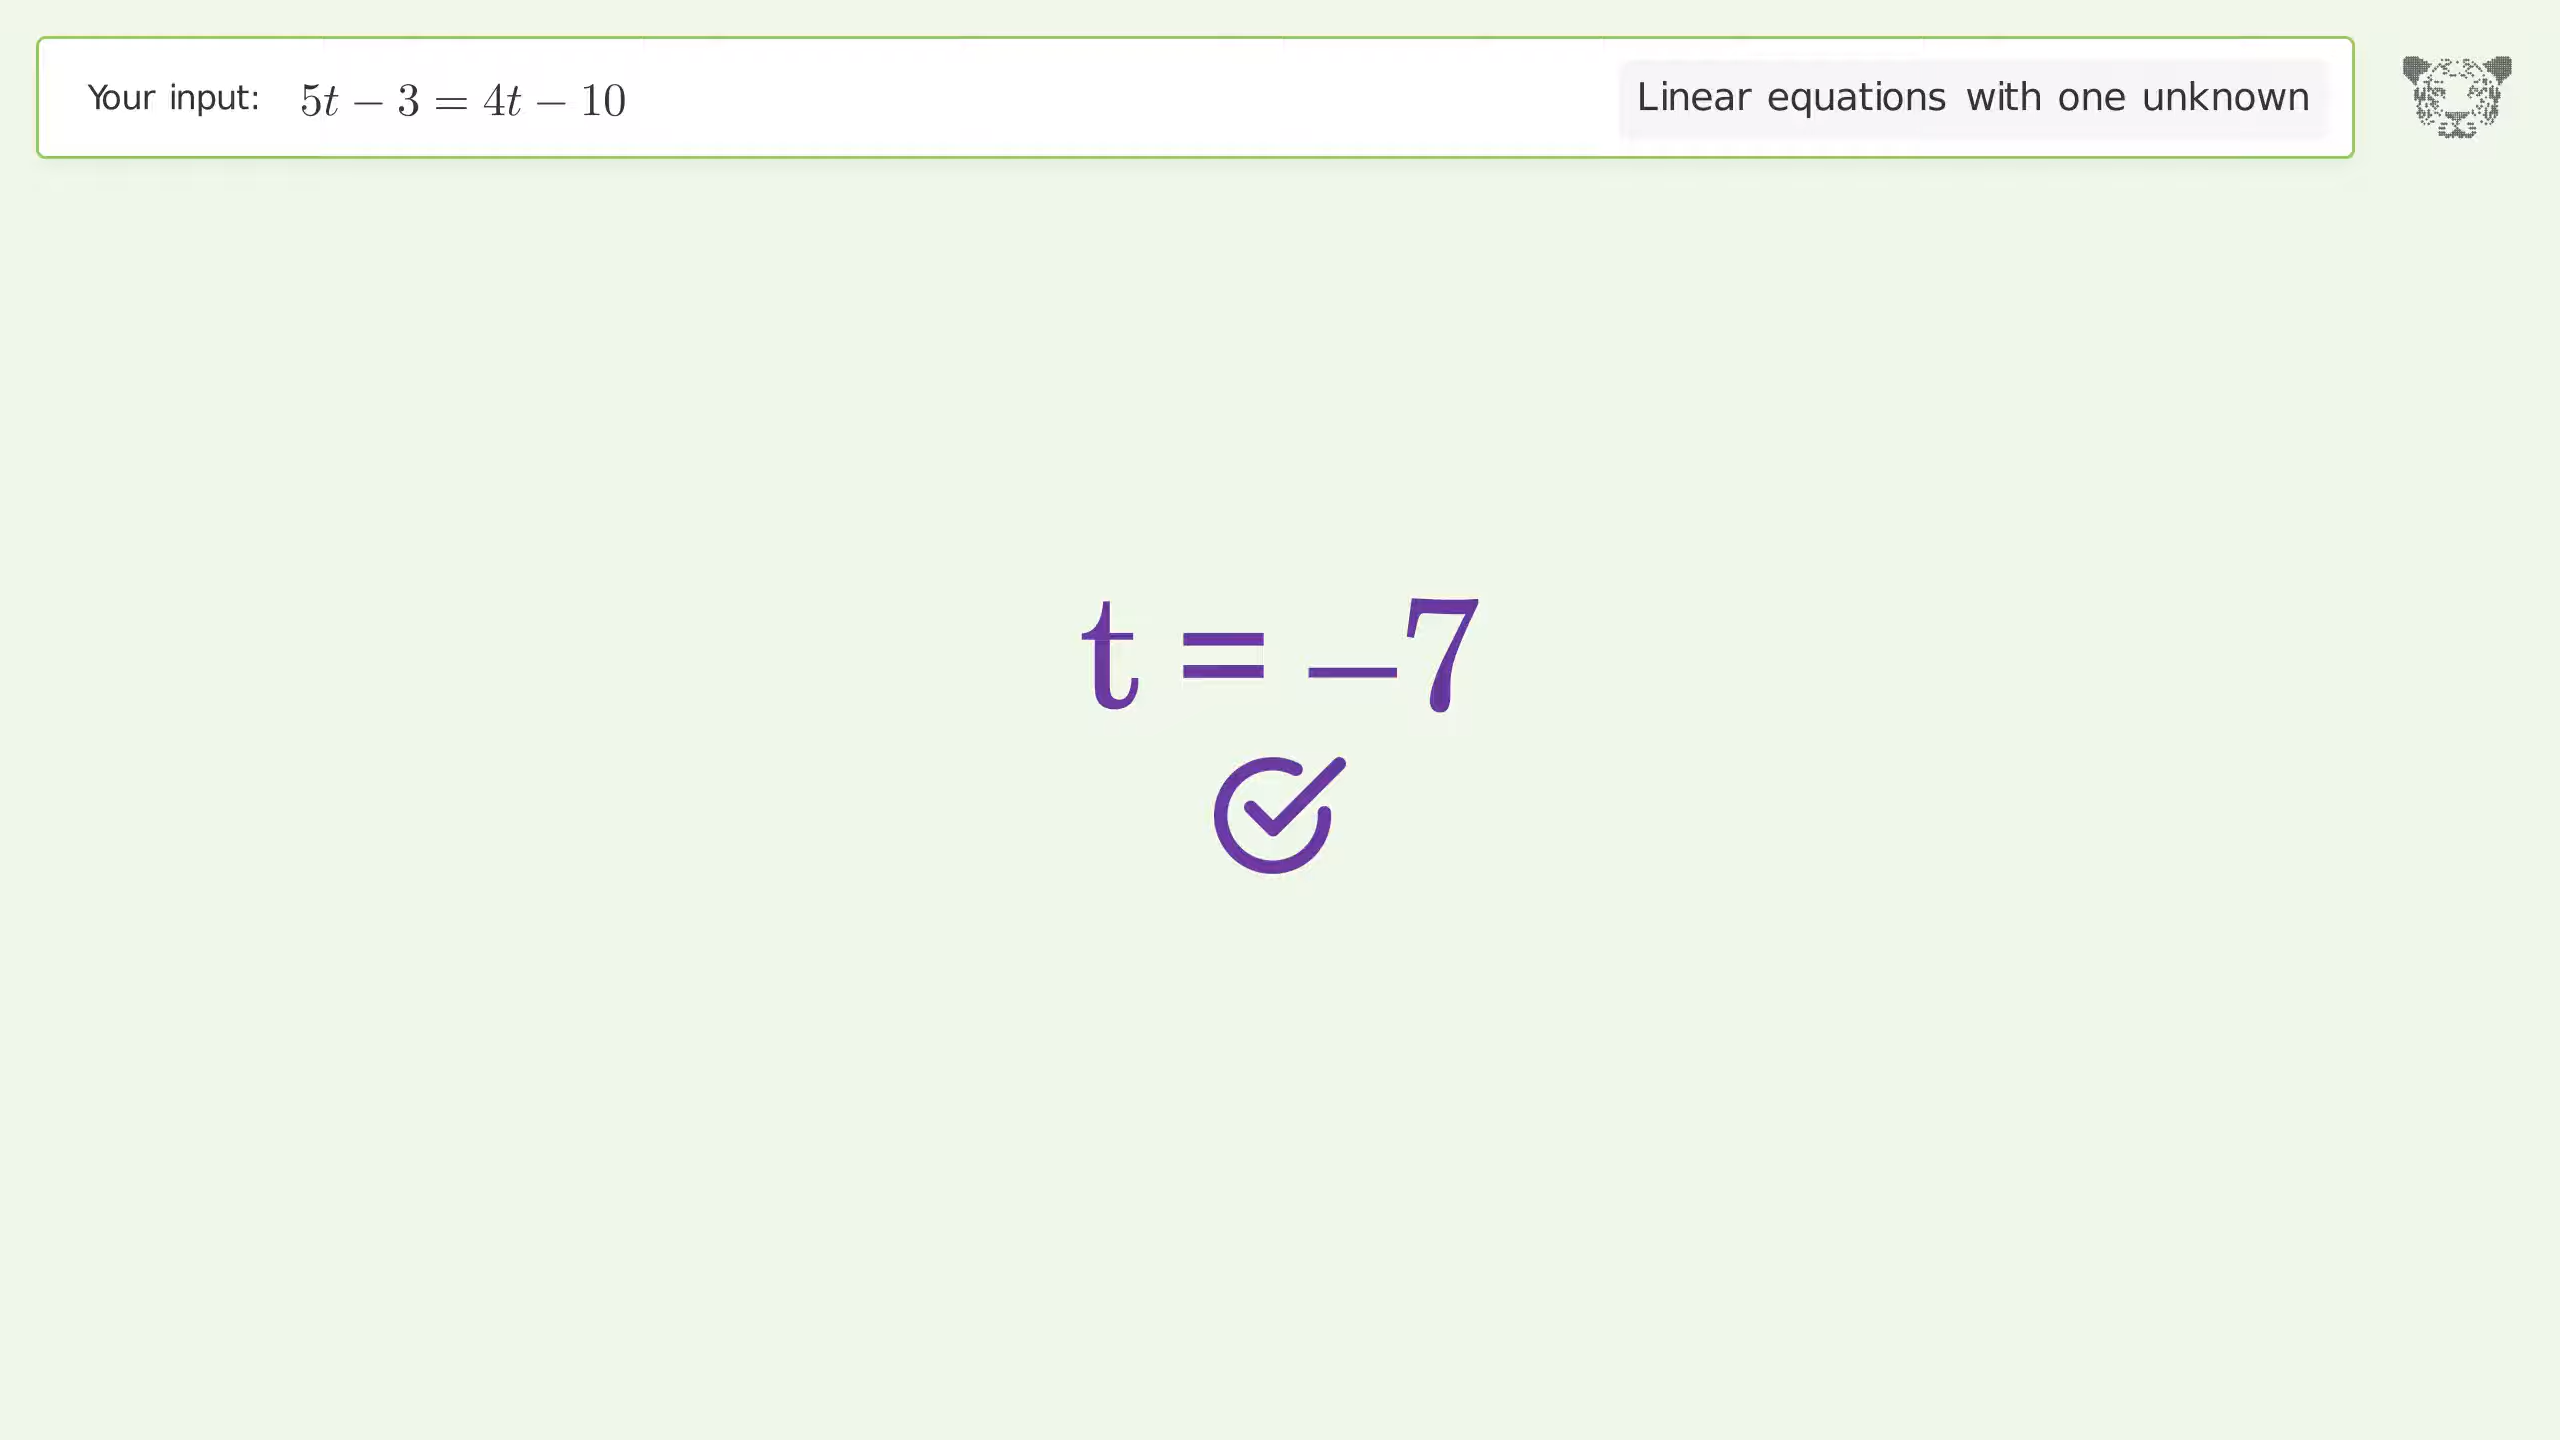 Your input: 5t − 3 = 4t − 10
Linear equations with one unknown
t = −7